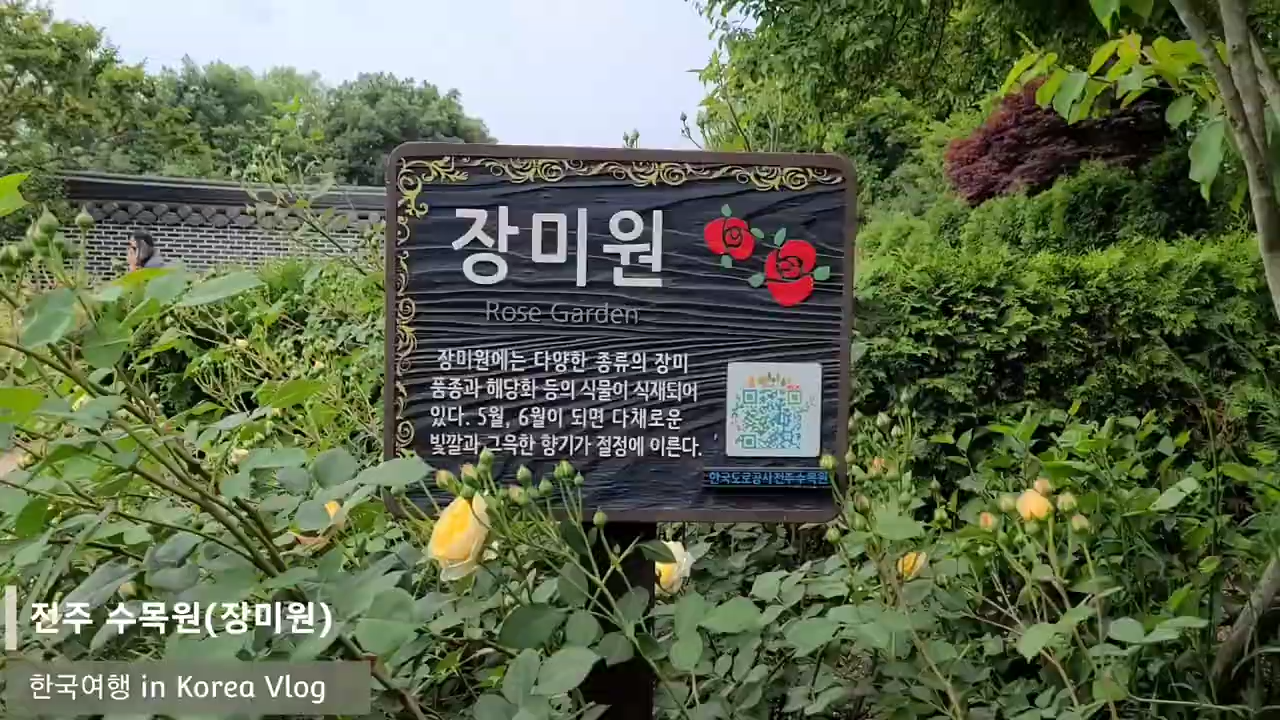 장미원
Rose Garden
장미원에는 다양한 종류의 장미
품종과 해당화 등의 식물이 식재되어
있다. 5월, 6월이 되면 다채로운
빛깔과 그윽한 향기가 절정에 이른다.
한국도로공사전주수목원
전주 수목원(장미원)
한국여행 in Korea Vlog